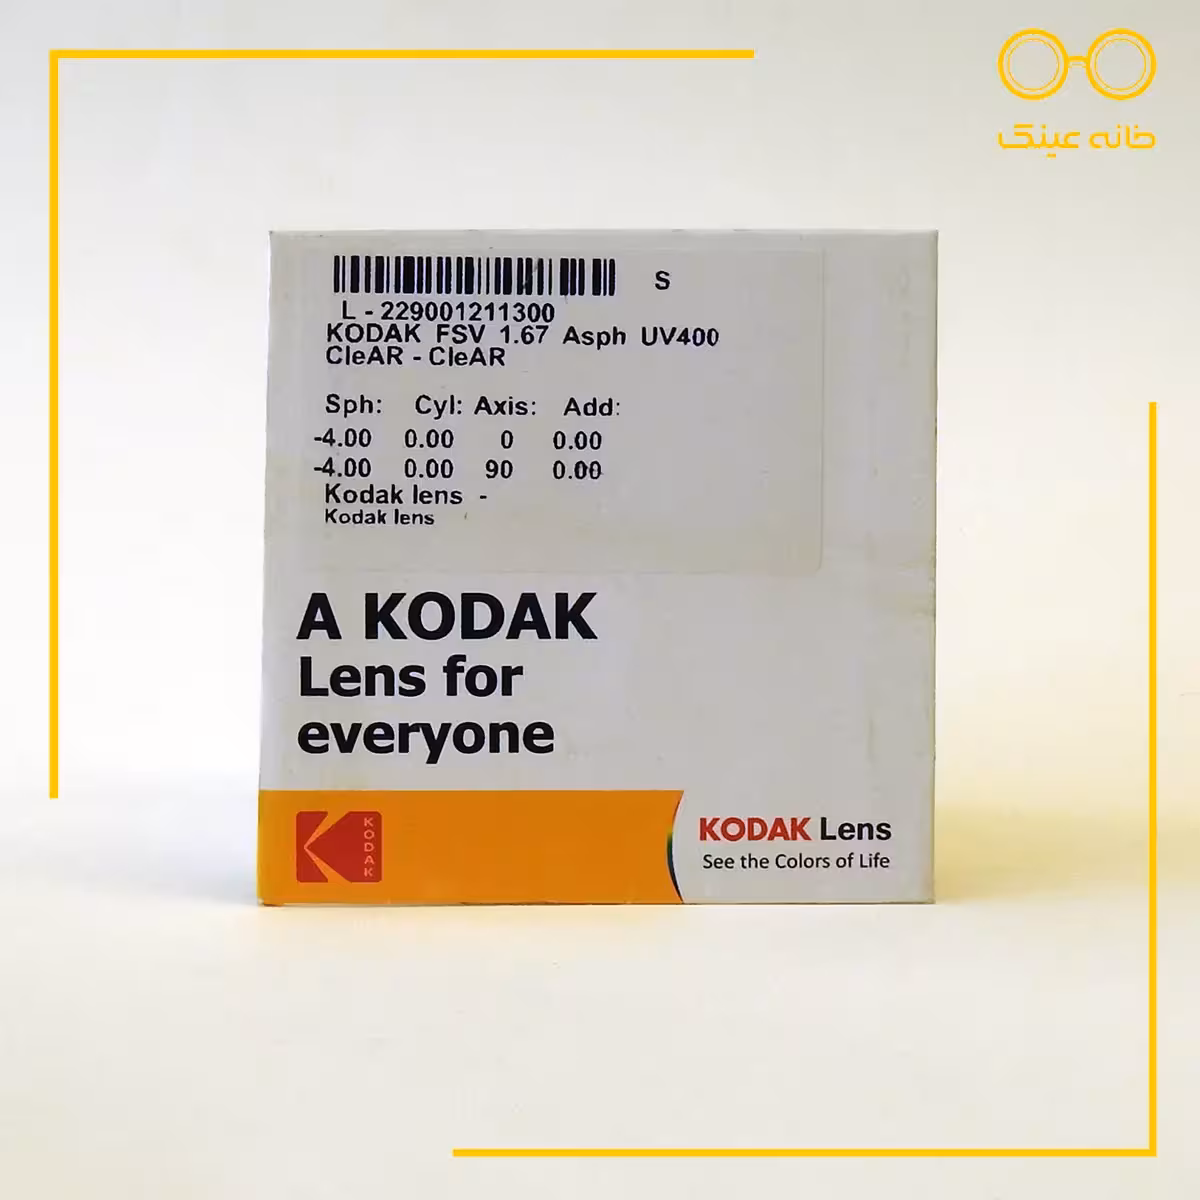 خانه عینک
S
L - 229001211300
KODAK FSV 1.67 Asph UV400
CleAR - CleAR
Sph: Cyl: Axis: Add:
-4.00 0.00 0 0.00
-4.00 0.00 90 0.00
Kodak lens -
Kodak lens
A KODAK
Lens for
everyone
KODAK
KODAK Lens
See the Colors of Life